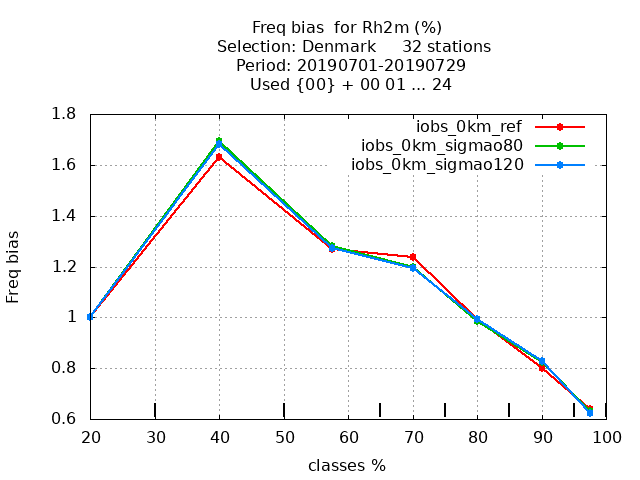 Freq bias  for Rh2m (%)
Selection: Denmark     32 stations
Period: 20190701-20190729
Used {00} + 00 01 ... 24
iobs_0km_ref
iobs_0km_sigmao80
iobs_0km_sigmao120
1.8
1.6
1.4
1.2
1
0.8
0.6
Freq bias
20 30 40 50 60 70 80 90 100
classes %